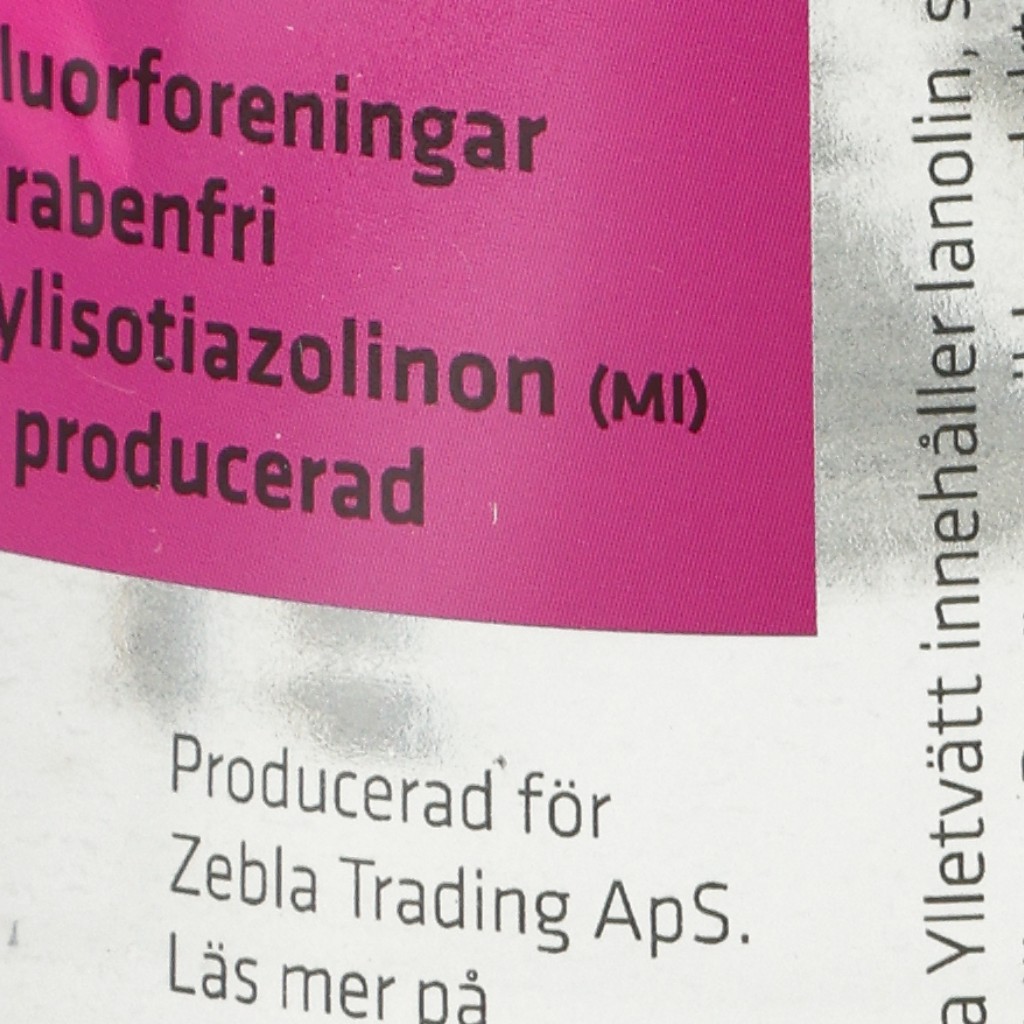 luorforeningar
rabenfri
ylisotiazolinon (MI)
producerad
Producerad för
Zebla Trading ApS.
Läs mer på
a Ylletvätt innehåller lanolin, s